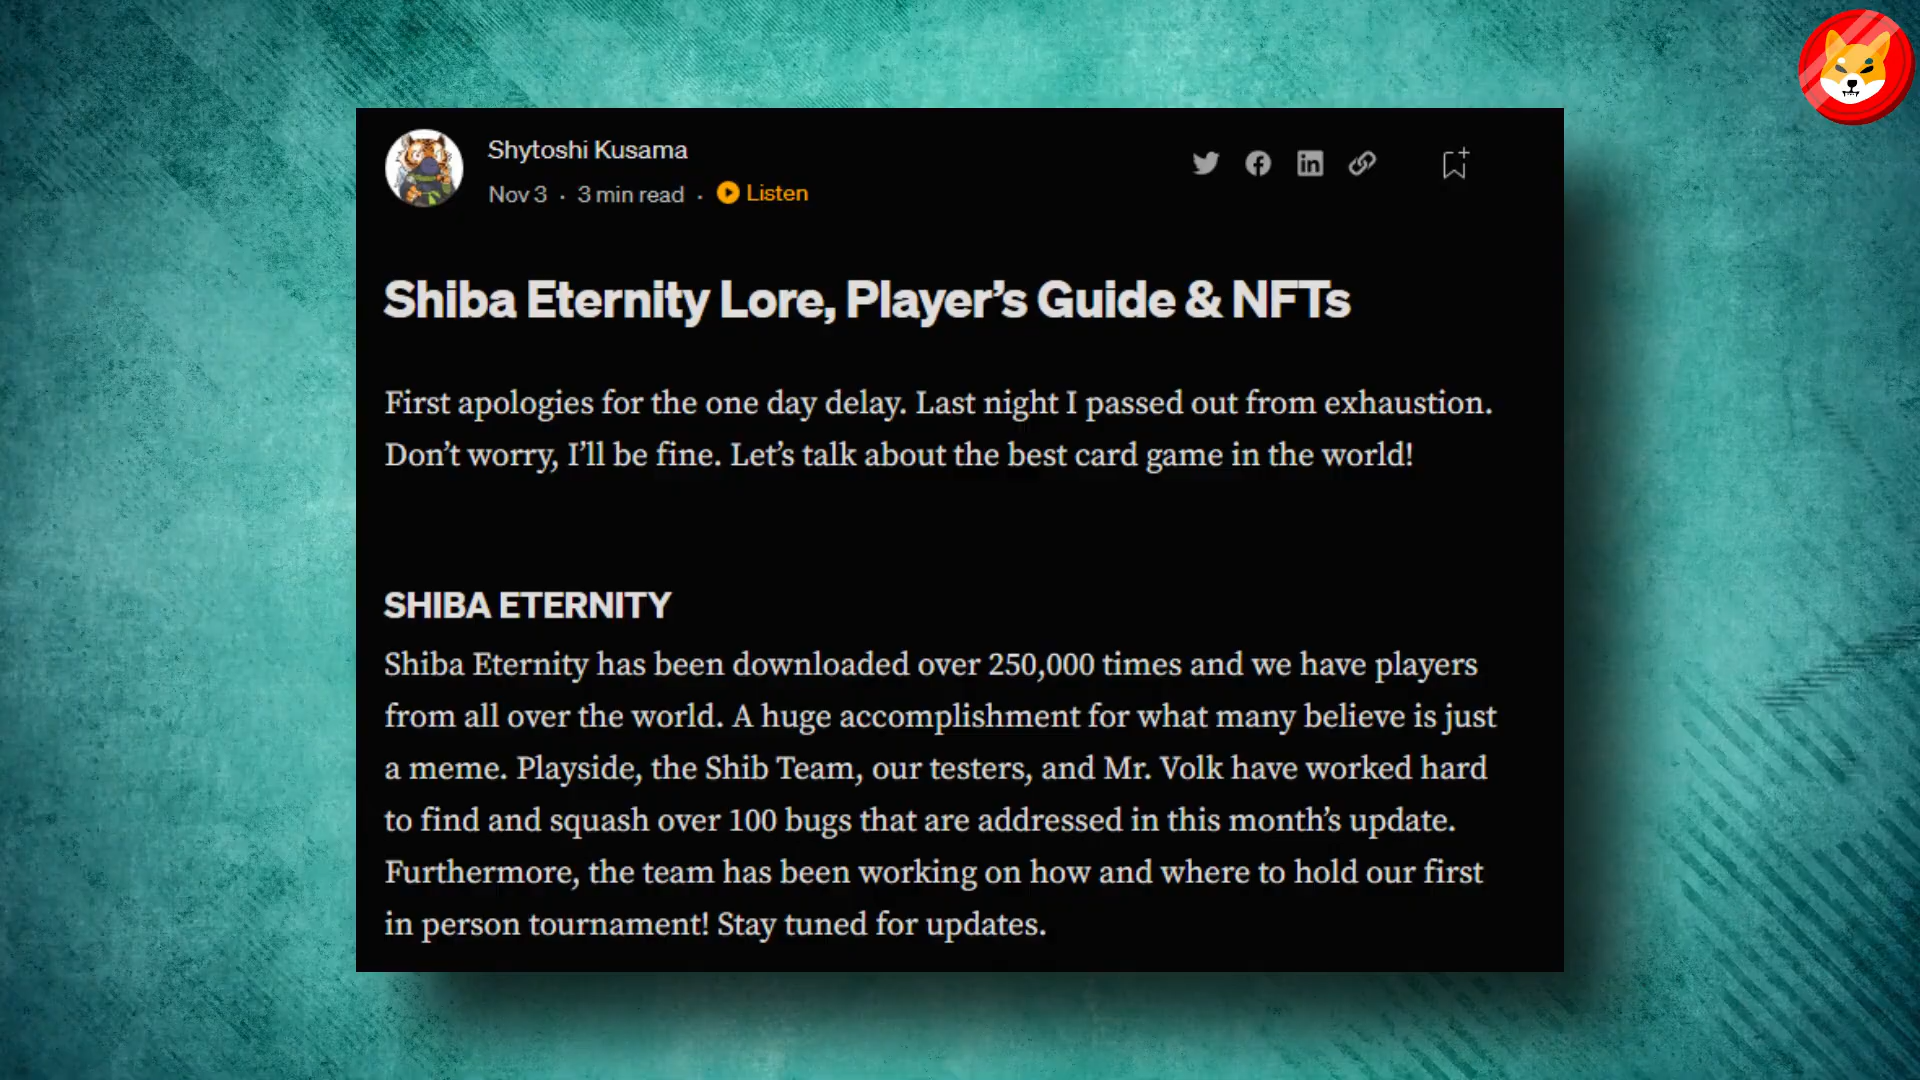 Shytoshi Kusama
Nov 3 · 3 min read · Listen
Shiba Eternity Lore, Player’s Guide & NFTs
First apologies for the one day delay. Last night I passed out from exhaustion.
Don’t worry, I’ll be fine. Let’s talk about the best card game in the world!
SHIBA ETERNITY
Shiba Eternity has been downloaded over 250,000 times and we have players
from all over the world. A huge accomplishment for what many believe is just
a meme. Playside, the Shib Team, our testers, and Mr. Volk have worked hard
to find and squash over 100 bugs that are addressed in this month’s update.
Furthermore, the team has been working on how and where to hold our first
in person tournament! Stay tuned for updates.